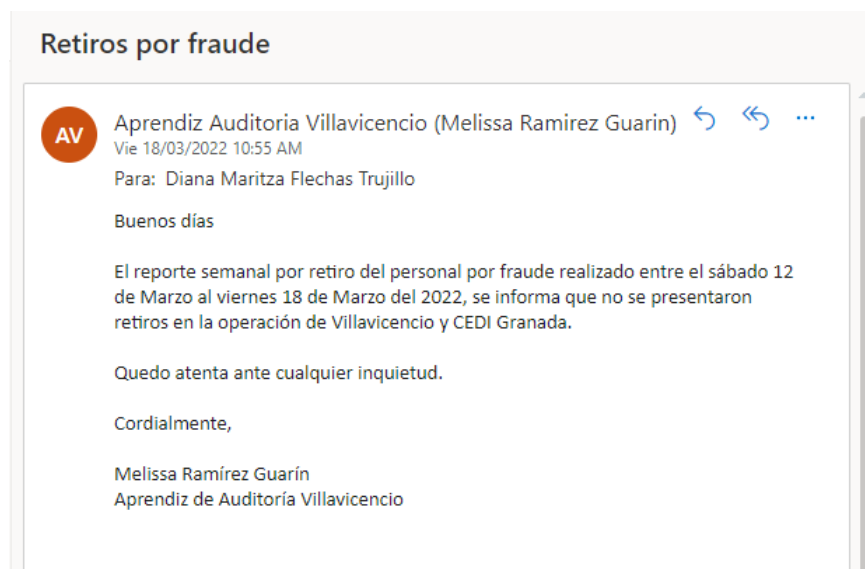 Retiros por fraude
AV
Aprendiz Auditoria Villavicencio (Melissa Ramirez Guarin)
Vie 18/03/2022 10:55 AM
Para: Diana Maritza Flechas Trujillo
Buenos días
El reporte semanal por retiro del personal por fraude realizado entre el sábado 12
de Marzo al viernes 18 de Marzo del 2022, se informa que no se presentaron
retiros en la operación de Villavicencio y CEDI Granada.
Quedo atenta ante cualquier inquietud.
Cordialmente,
Melissa Ramírez Guarín
Aprendiz de Auditoría Villavicencio